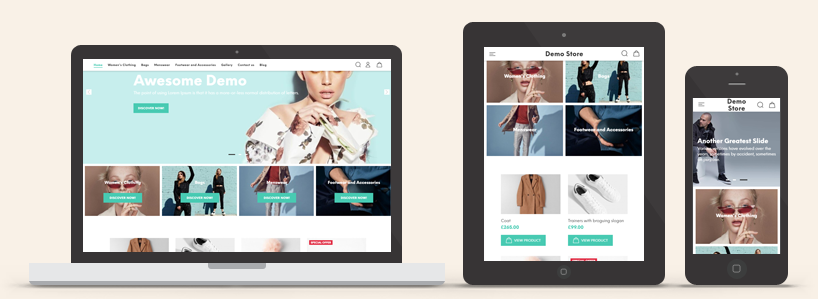 Home Women's Clothing Bags Menswear Footwear and Accessories Gallery Contact us Blog
Awesome Demo
DISCOVER NOW!
Women's Clothing
Bags
Menswear
Footwear and Accessories
DISCOVER NOW!
DISCOVER NOW!
DISCOVER NOW!
DISCOVER NOW!
SPECIAL OFFER
Demo Store
Women's Clothing
Bags
Menswear
Footwear and Accessories
Coat
Trainers with broguing slogan
£268.00
£99.00
VIEW PRODUCT
VIEW PRODUCT
SPECIAL OFFER
Demo
Store
Another Greatest Slide
Women's Clothing